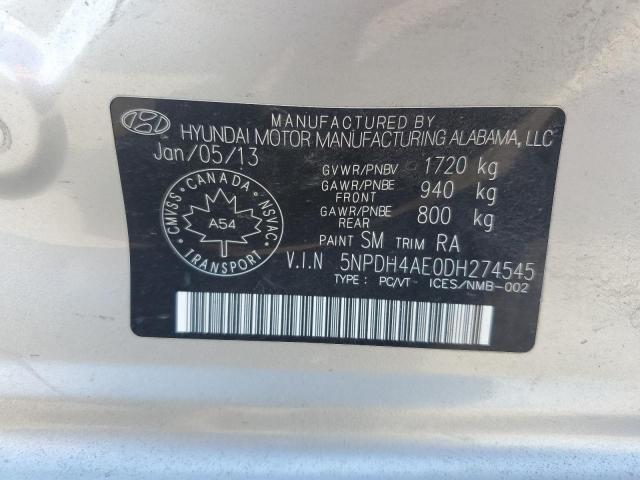 MANUFACTURED BY
HYUNDAI MOTOR MANUFACTURING ALABAMA, LLC
Jan/05/13
GVWR/PNBV 1720 kg
GAWR/PNBE FRONT 940 kg
GAWR/PNBE REAR 800 kg
CANADA
CMVSS
NSVAC
A54
TRANSPORT
PAINT SM TRIM RA
V.I.N 5NPDH4AE0DH274545
TYPE: PC/VT ICES/NMB-002